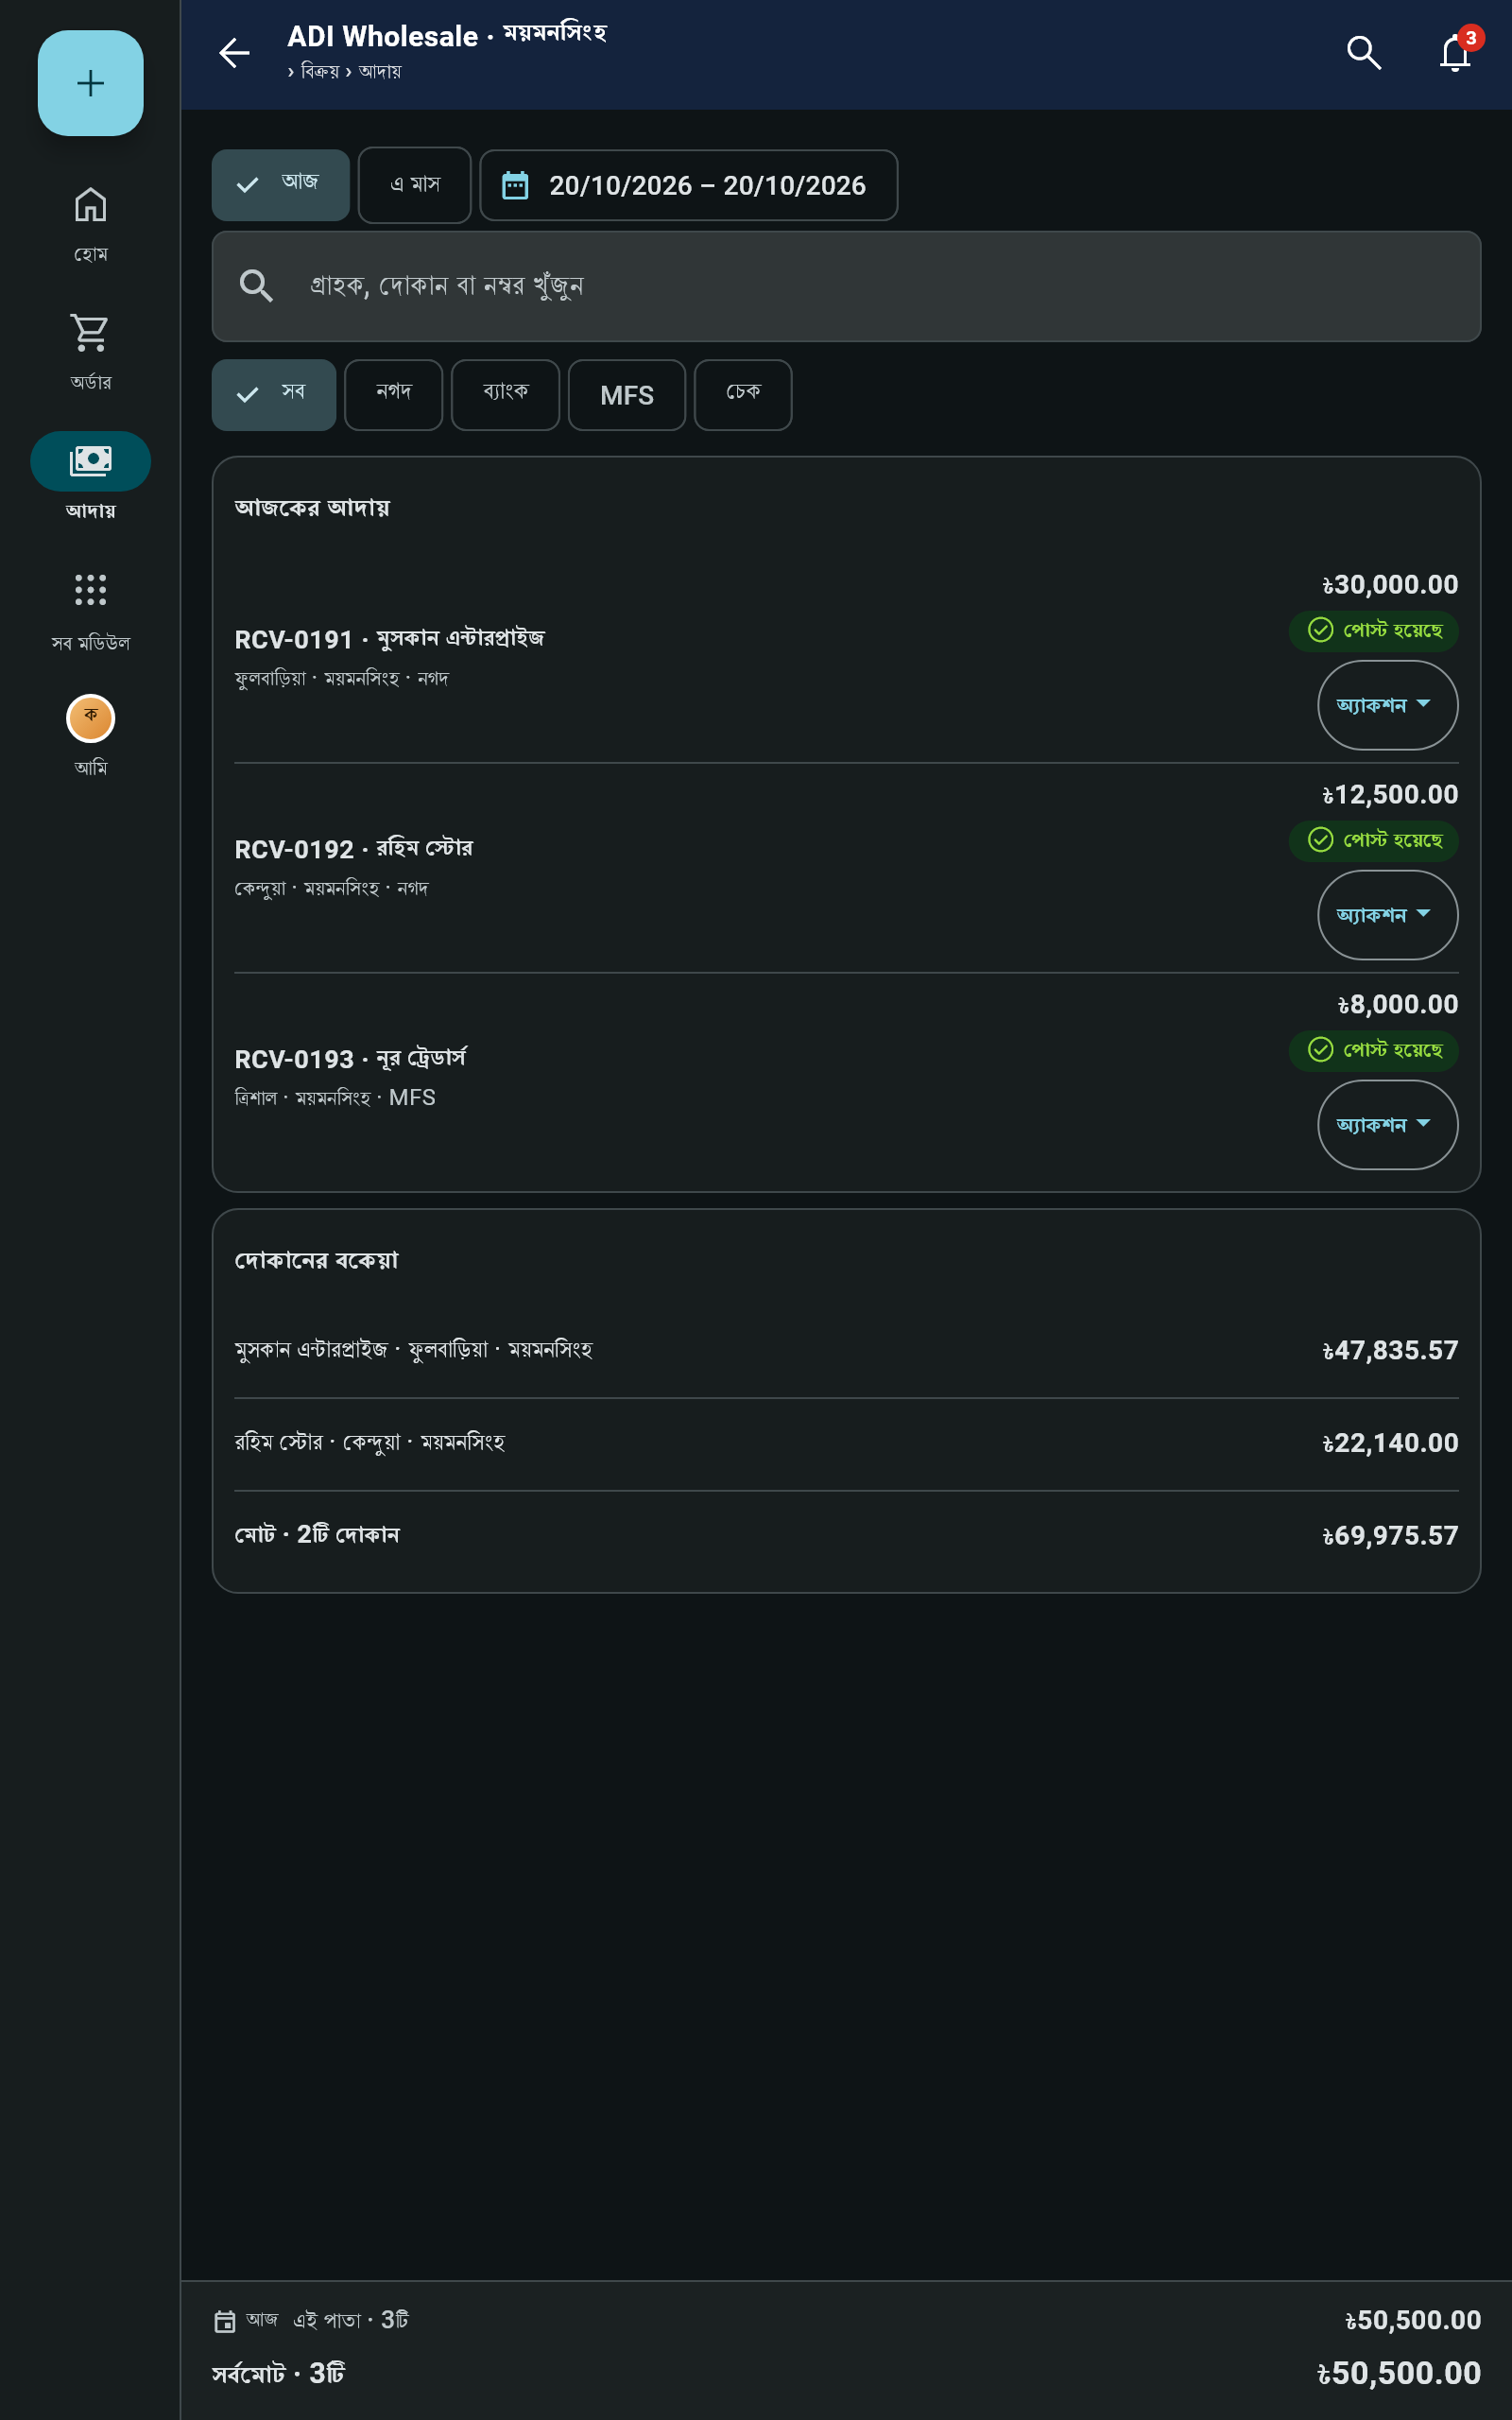 ADI Wholesale · ময়মনসিংহ
› বিক্রয় › আদায়
3
হোম
অর্ডার
আদায়
সব মডিউল
ক
আমি
আজ
এ মাস
20/10/2026 – 20/10/2026
গ্রাহক, দোকান বা নম্বর খুঁজুন
সব
নগদ
ব্যাংক
MFS
চেক
আজকের আদায়
RCV-0191 · মুসকান এন্টারপ্রাইজ
ফুলবাড়িয়া · ময়মনসিংহ · নগদ
৳30,000.00
পোস্ট হয়েছে
অ্যাকশন
RCV-0192 · রহিম স্টোর
কেন্দুয়া · ময়মনসিংহ · নগদ
৳12,500.00
পোস্ট হয়েছে
অ্যাকশন
RCV-0193 · নূর ট্রেডার্স
ত্রিশাল · ময়মনসিংহ · MFS
৳8,000.00
পোস্ট হয়েছে
অ্যাকশন
দোকানের বকেয়া
মুসকান এন্টারপ্রাইজ · ফুলবাড়িয়া · ময়মনসিংহ ৳47,835.57
রহিম স্টোর · কেন্দুয়া · ময়মনসিংহ ৳22,140.00
মোট · 2টি দোকান ৳69,975.57
আজ এই পাতা · 3টি ৳50,500.00
সর্বমোট · 3টি ৳50,500.00